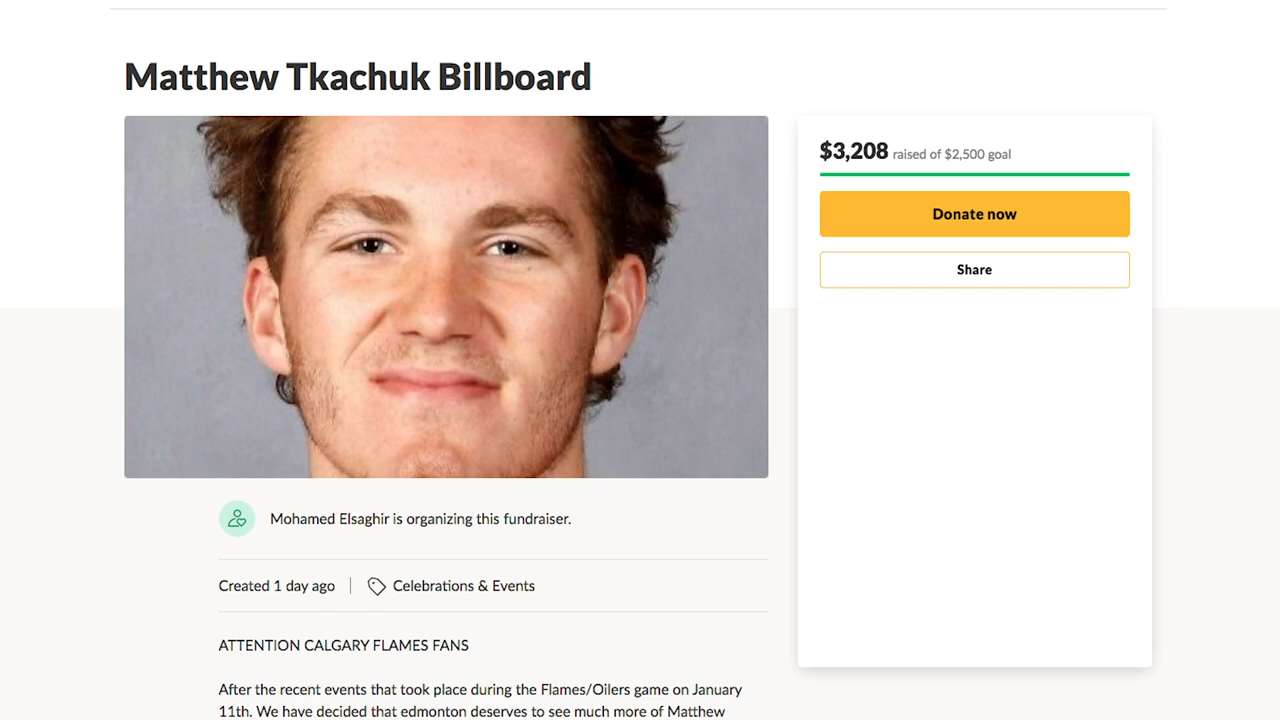 Matthew Tkachuk Billboard
$3,208 raised of $2,500 goal
Donate now
Share
Mohamed Elsaghir is organizing this fundraiser.
Created 1 day ago
Celebrations & Events
ATTENTION CALGARY FLAMES FANS
After the recent events that took place during the Flames/Oilers game on January
11th. We have decided that edmonton deserves to see much more of Matthew